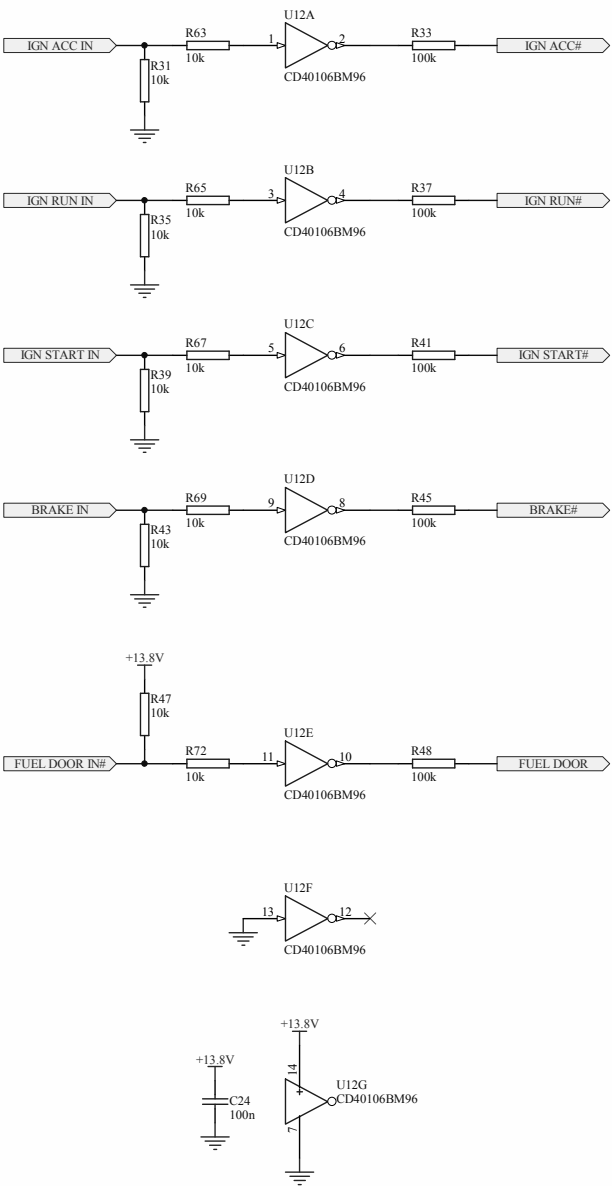 U12A
IGN ACC IN
R63
10k
1
2
R33
100k
IGN ACC#
R31
10k
CD40106BM96
U12B
IGN RUN IN
R65
10k
3
4
R37
100k
IGN RUN#
R35
10k
CD40106BM96
U12C
IGN START IN
R67
10k
5
6
R41
100k
IGN START#
R39
10k
CD40106BM96
U12D
BRAKE IN
R69
10k
9
8
R45
100k
BRAKE#
R43
10k
CD40106BM96
+13.8V
R47
10k
U12E
FUEL DOOR IN#
R72
10k
11
10
R48
100k
FUEL DOOR
CD40106BM96
U12F
13
12
CD40106BM96
+13.8V
+13.8V
14
+
U12G
CD40106BM96
C24
100n
7